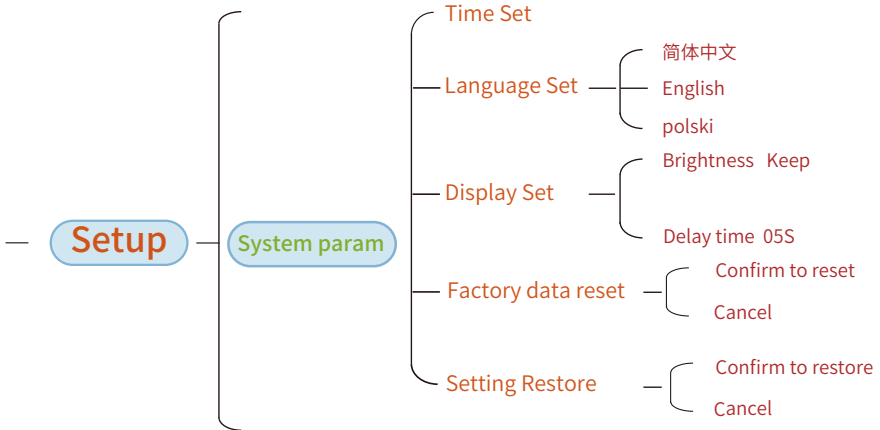 Setup
System param
Time Set
Language Set
简体中文
English
polski
Display Set
Brightness Keep
Delay time 05S
Factory data reset
Confirm to reset
Cancel
Setting Restore
Confirm to restore
Cancel